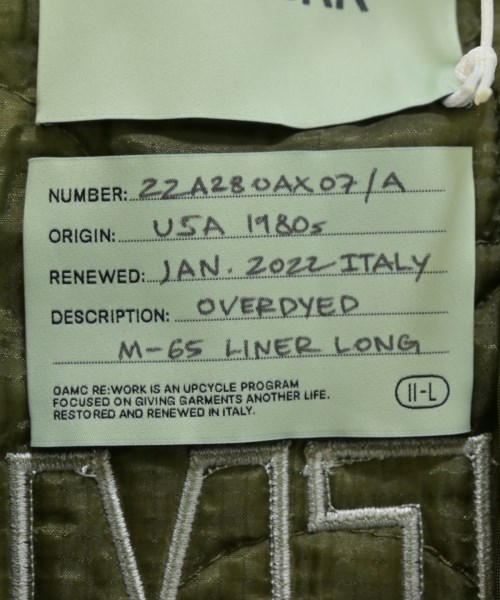 NUMBER: 22A280AX07/A
ORIGIN: USA 1980s
RENEWED: JAN. 2022 ITALY
DESCRIPTION: OVERDYED
M-65 LINER LONG
OAMC RE:WORK IS AN UPCYCLE PROGRAM
FOCUSED ON GIVING GARMENTS ANOTHER LIFE.
RESTORED AND RENEWED IN ITALY.
II-L